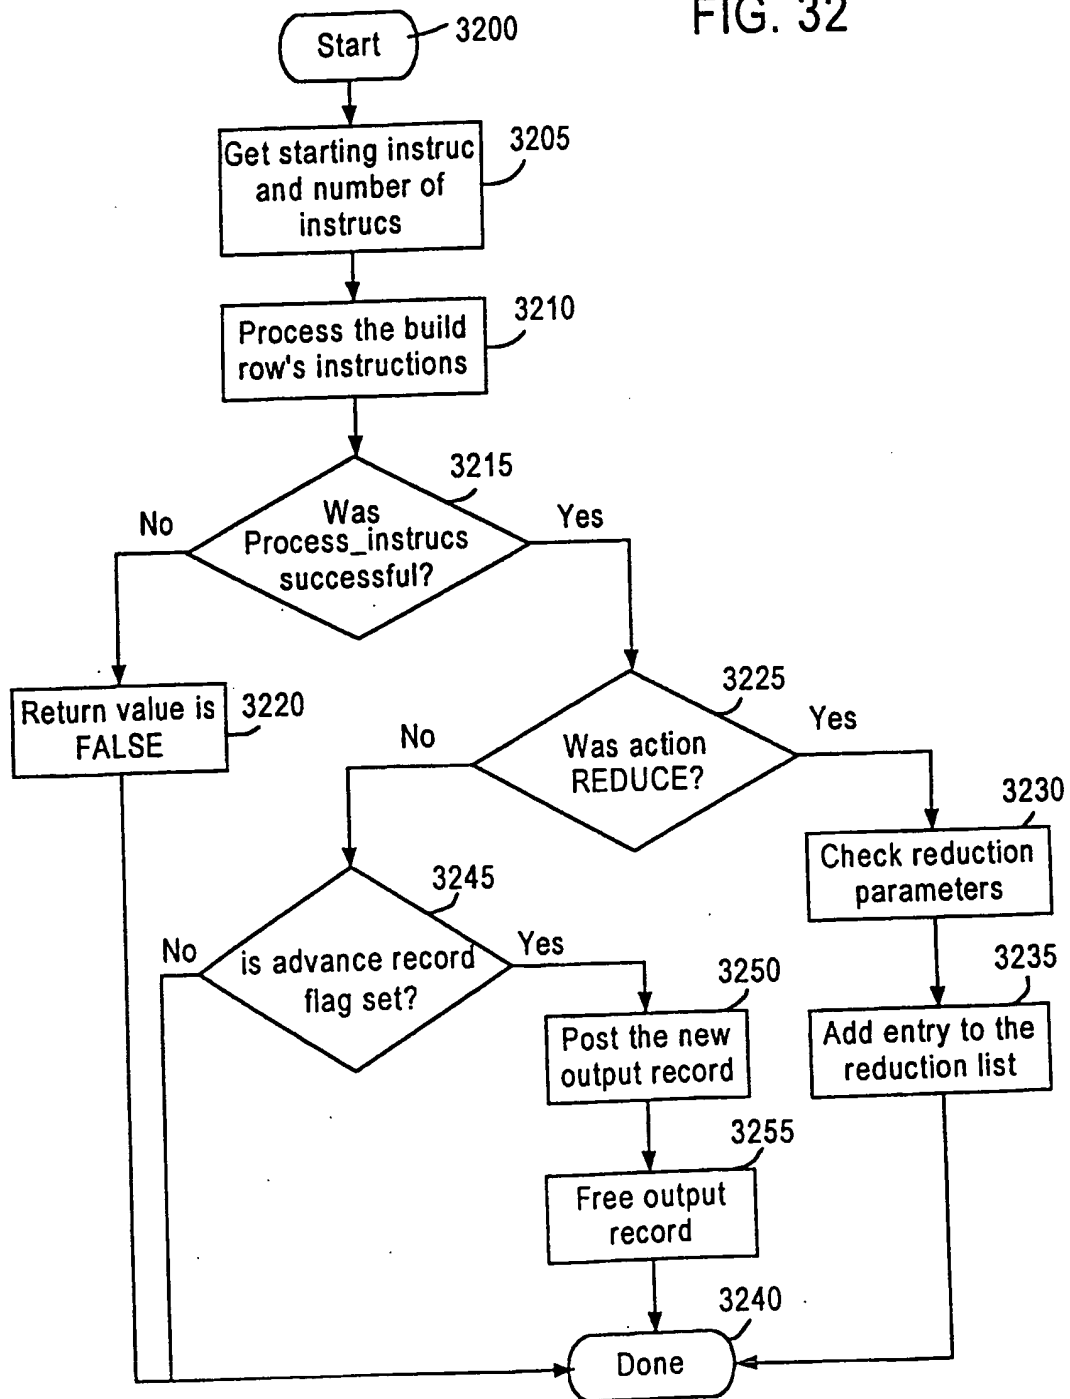 FIG. 32
Start
3200
Get starting instruc
and number of
instrucs
3205
Process the build
row's instructions
3210
Was
Process_instrucs
successful?
3215
No
Yes
Return value is
FALSE
3220
Was action
REDUCE?
3225
No
Yes
Check reduction
parameters
3230
is advance record
flag set?
3245
No
Yes
Add entry to the
reduction list
3235
Post the new
output record
3250
Free output
record
3255
Done
3240